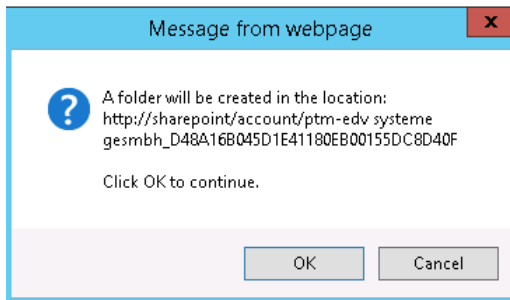 Message from webpage
x
?
A folder will be created in the location:
http://sharepoint/account/ptm-edv systeme
gesmbh_D48A16B045D1E41180EB00155DC8D40F
Click OK to continue.
OK
Cancel